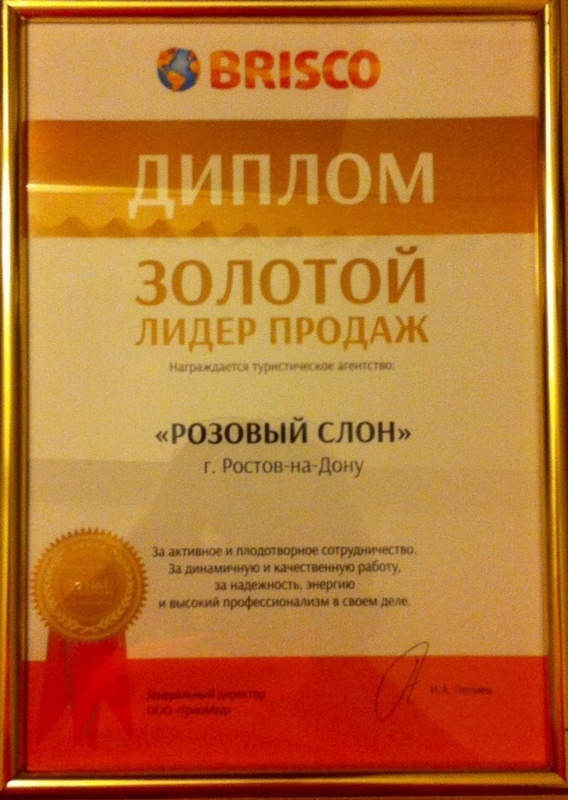 BRISCO
ДИПЛОМ
ЗОЛОТОЙ
ЛИДЕР ПРОДАЖ
Награждается туристическое агентство:
«РОЗОВЫЙ СЛОН»
г. Ростов-на-Дону
За активное и плодотворное сотрудничество.
За динамичную и качественную работу,
за надежность, энергию
и высокий профессионализм в своем деле.
Генеральный директор
ООО
И.А.